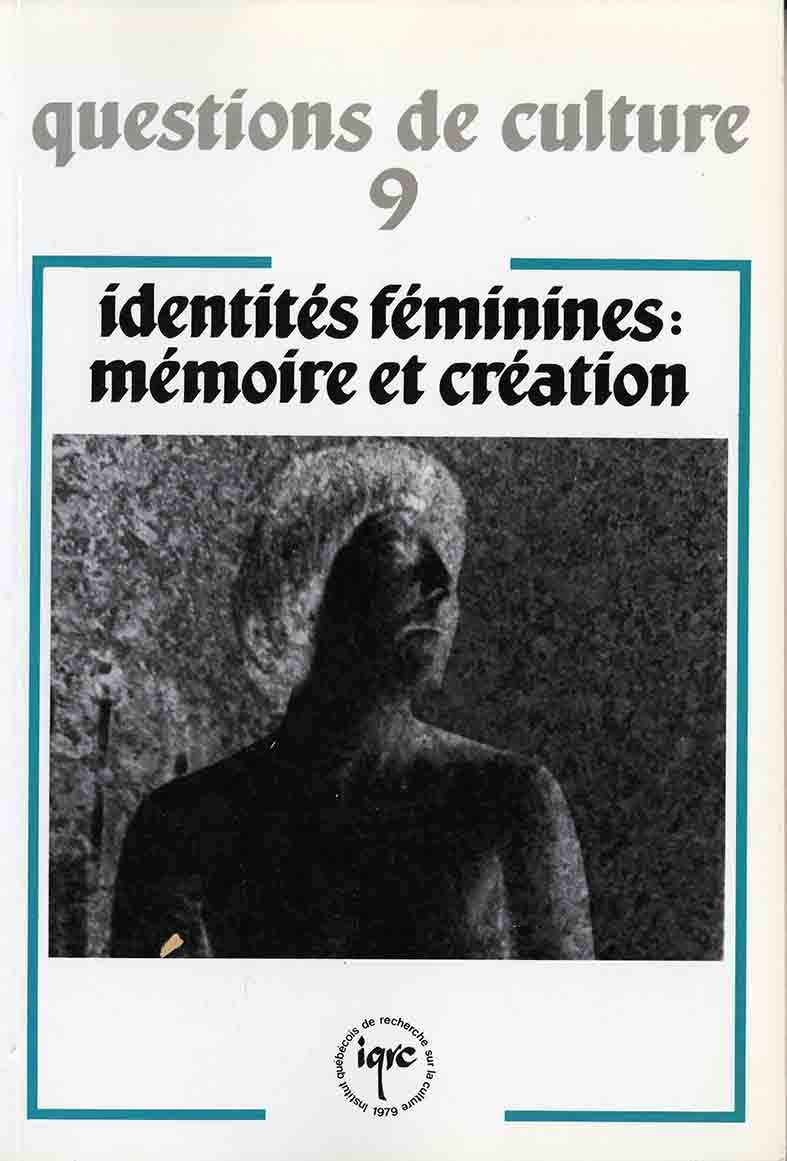 questions de culture
9
identités féminines:
mémoire et création
Institut québécois de recherche sur la culture
iqrc
1979